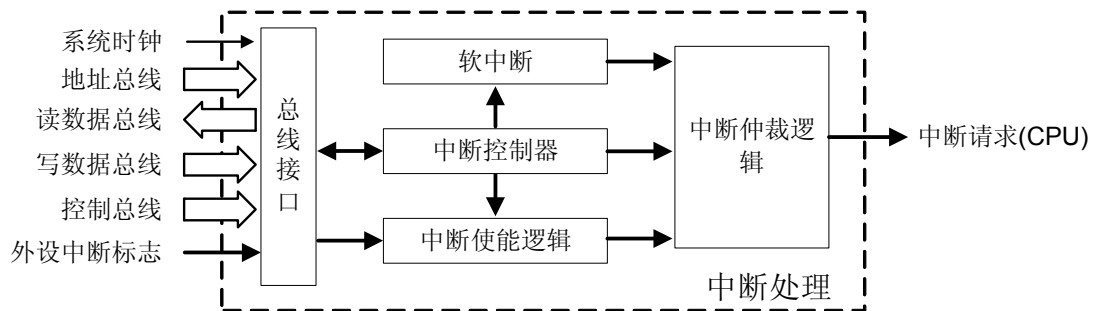 系统时钟
地址总线
读数据总线
写数据总线
控制总线
外设中断标志
总
线
接
口
软中断
中断控制器
中断使能逻辑
中断仲裁逻
辑
中断请求(CPU)
中断处理